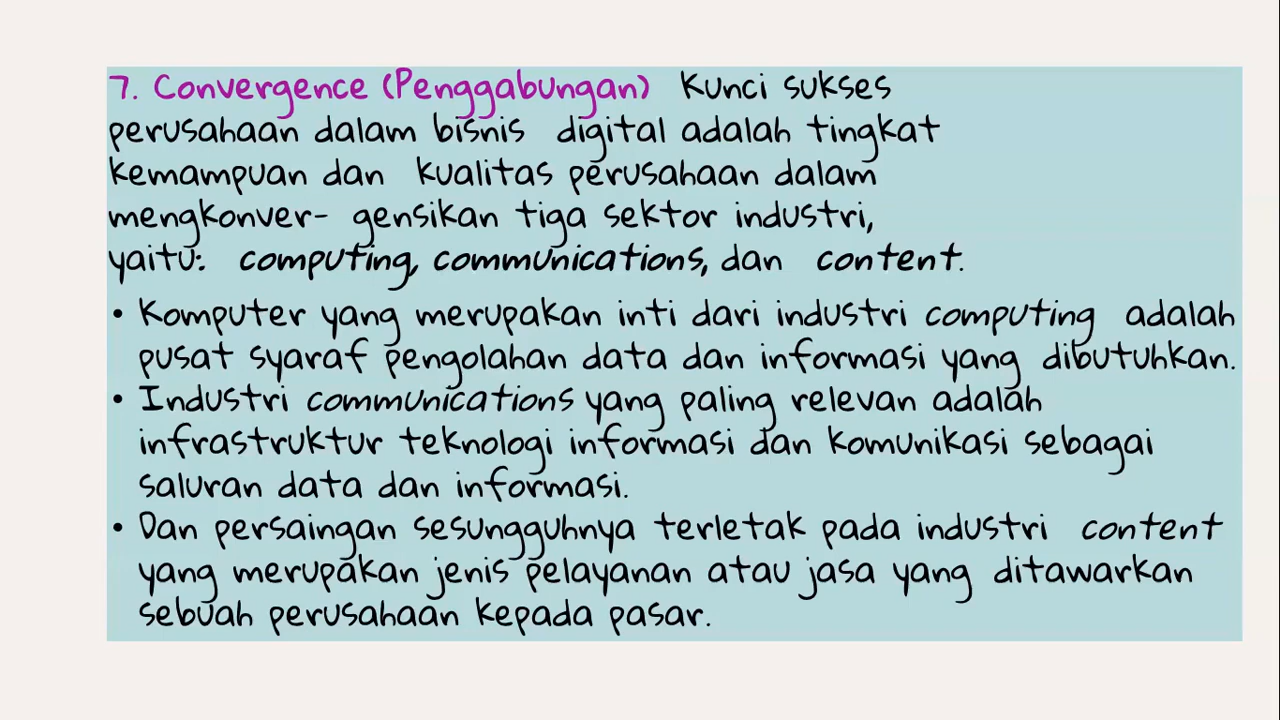 7. Convergence (Penggabungan) Kunci sukses
perusahaan dalam bisnis digital adalah tingkat
kemampuan dan kualitas perusahaan dalam
mengkonver- gensikan tiga sektor industri,
yaitu: computing, communications, dan content.
• Komputer yang merupakan inti dari industri computing adalah
pusat syaraf pengolahan data dan informasi yang dibutuhkan.
• Industri communications yang paling relevan adalah
infrastruktur teknologi informasi dan komunikasi sebagai
saluran data dan informasi.
• Dan persaingan sesungguhnya terletak pada industri content
yang merupakan jenis pelayanan atau jasa yang ditawarkan
sebuah perusahaan kepada pasar.